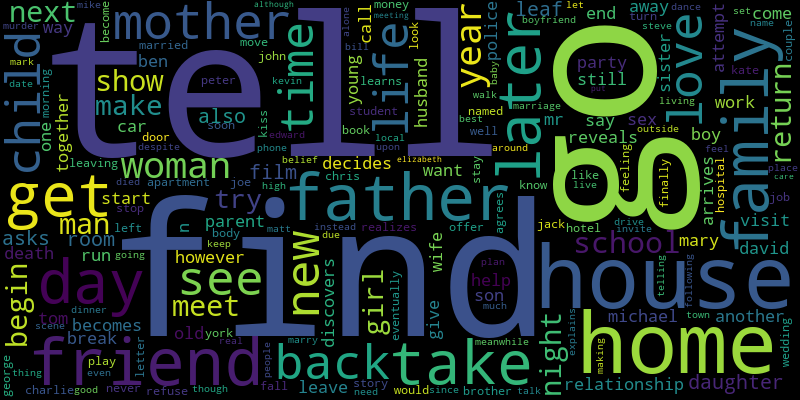 next
mother
tell
go
child
way
become
mike
although
murder
mark
date
married
ben
peter
john
move
kevin
show
make
also
car
soon
door
despite
time
kiss
phone
call
bill
alone
money
look
meeting
young
learns
student
book
local
life
husband
year
police
named
walk
baby
best
well
marriage
boyfriend
later
leaf
mr
end
say
party
still
reveals
sex
boy
let
turn
dance
steve
away
sister
living
love
attempt
kate
work
set
name
come
couple
return
family
place
care
job
visit
david
feel
hospital
arrives
outside
finally
feeling
like
live
put
one
morning
together
leaving
woman
get
man
start
stop
died
apartment
joe
edward
belief
upon
elizabeth
around
film
decides
want
stay
try
high
chris
father
know
asks
room
left
n
parent
body
matt
instead
realizes
due
offer
agrees
jack
hotel
drive
invite
school
mary
death
run
going
however
keep
find
new
wife
house
day
see
girl
discovers
eventually
give
help
plan
son
much
telling
following
begin
tom
scene
dinner
becomes
break
meet
old
york
real
marry
meanwhile
night
michael
town
another
home
explains
making
wedding
george
thing
charlie
play
even
good
friend
letter
never
refuse
though
people
fall
back
leave
story
need
take
would
since
brother
talk
relationship
daughter